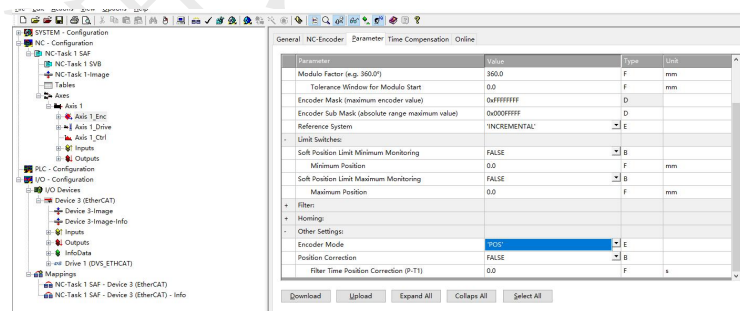 File Edit Actions View Options Help
SYSTEM - Configuration
NC - Configuration
NC-Task 1 SAF
NC-Task 1 SVB
NC-Task 1-Image
Tables
Axes
Axis 1
Axis 1_Enc
Axis 1_Drive
Axis 1_Ctrl
Inputs
Outputs
PLC - Configuration
I/O - Configuration
I/O Devices
Device 3 (EtherCAT)
Device 3-Image
Device 3-Image-Info
Inputs
Outputs
InfoData
Drive 1 (DVS_ETHCAT)
Mappings
NC-Task 1 SAF - Device 3 (EtherCAT)
NC-Task 1 SAF - Device 3 (EtherCAT) - Info
General NC-Encoder Parameter Time Compensation Online
Parameter Value Type Unit
Modulo Factor (e.g. 360.0°) 360.0 F mm
Tolerance Window for Modulo Start 0.0 F mm
Encoder Mask (maximum encoder value) 0xFFFFFFFF D
Encoder Sub Mask (absolute range maximum value) 0x000FFFFF D
Reference System 'INCREMENTAL' E
- Limit Switches:
Soft Position Limit Minimum Monitoring FALSE B
Minimum Position 0.0 F mm
Soft Position Limit Maximum Monitoring FALSE B
Maximum Position 0.0 F mm
+ Filter:
+ Homing:
- Other Settings:
Encoder Mode 'POS' E
Position Correction FALSE B
Filter Time Position Correction (P-T1) 0.0 F s
Download Upload Expand All Collaps All Select All